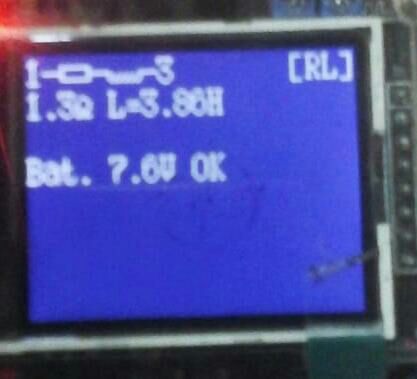 1 3 [RL]
1.3Ω L=3.86H
Bat. 7.6V OK